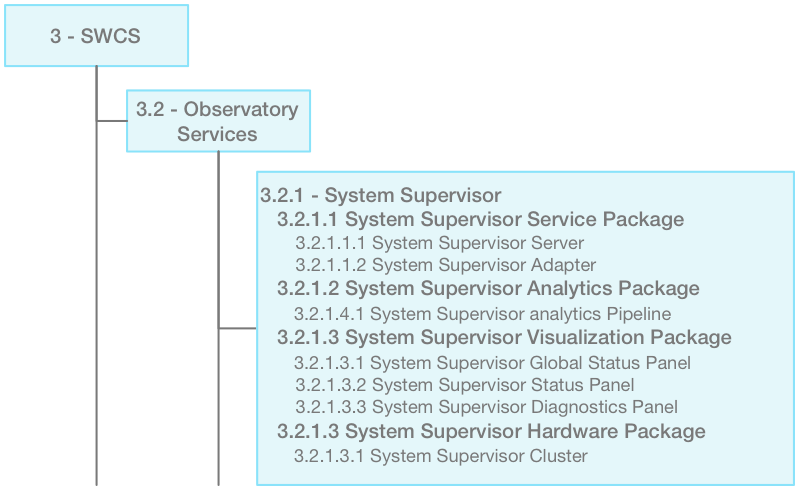 3 - SWCS
3.2 - Observatory
Services
3.2.1 - System Supervisor
3.2.1.1 System Supervisor Service Package
3.2.1.1.1 System Supervisor Server
3.2.1.1.2 System Supervisor Adapter
3.2.1.2 System Supervisor Analytics Package
3.2.1.4.1 System Supervisor analytics Pipeline
3.2.1.3 System Supervisor Visualization Package
3.2.1.3.1 System Supervisor Global Status Panel
3.2.1.3.2 System Supervisor Status Panel
3.2.1.3.3 System Supervisor Diagnostics Panel
3.2.1.3 System Supervisor Hardware Package
3.2.1.3.1 System Supervisor Cluster